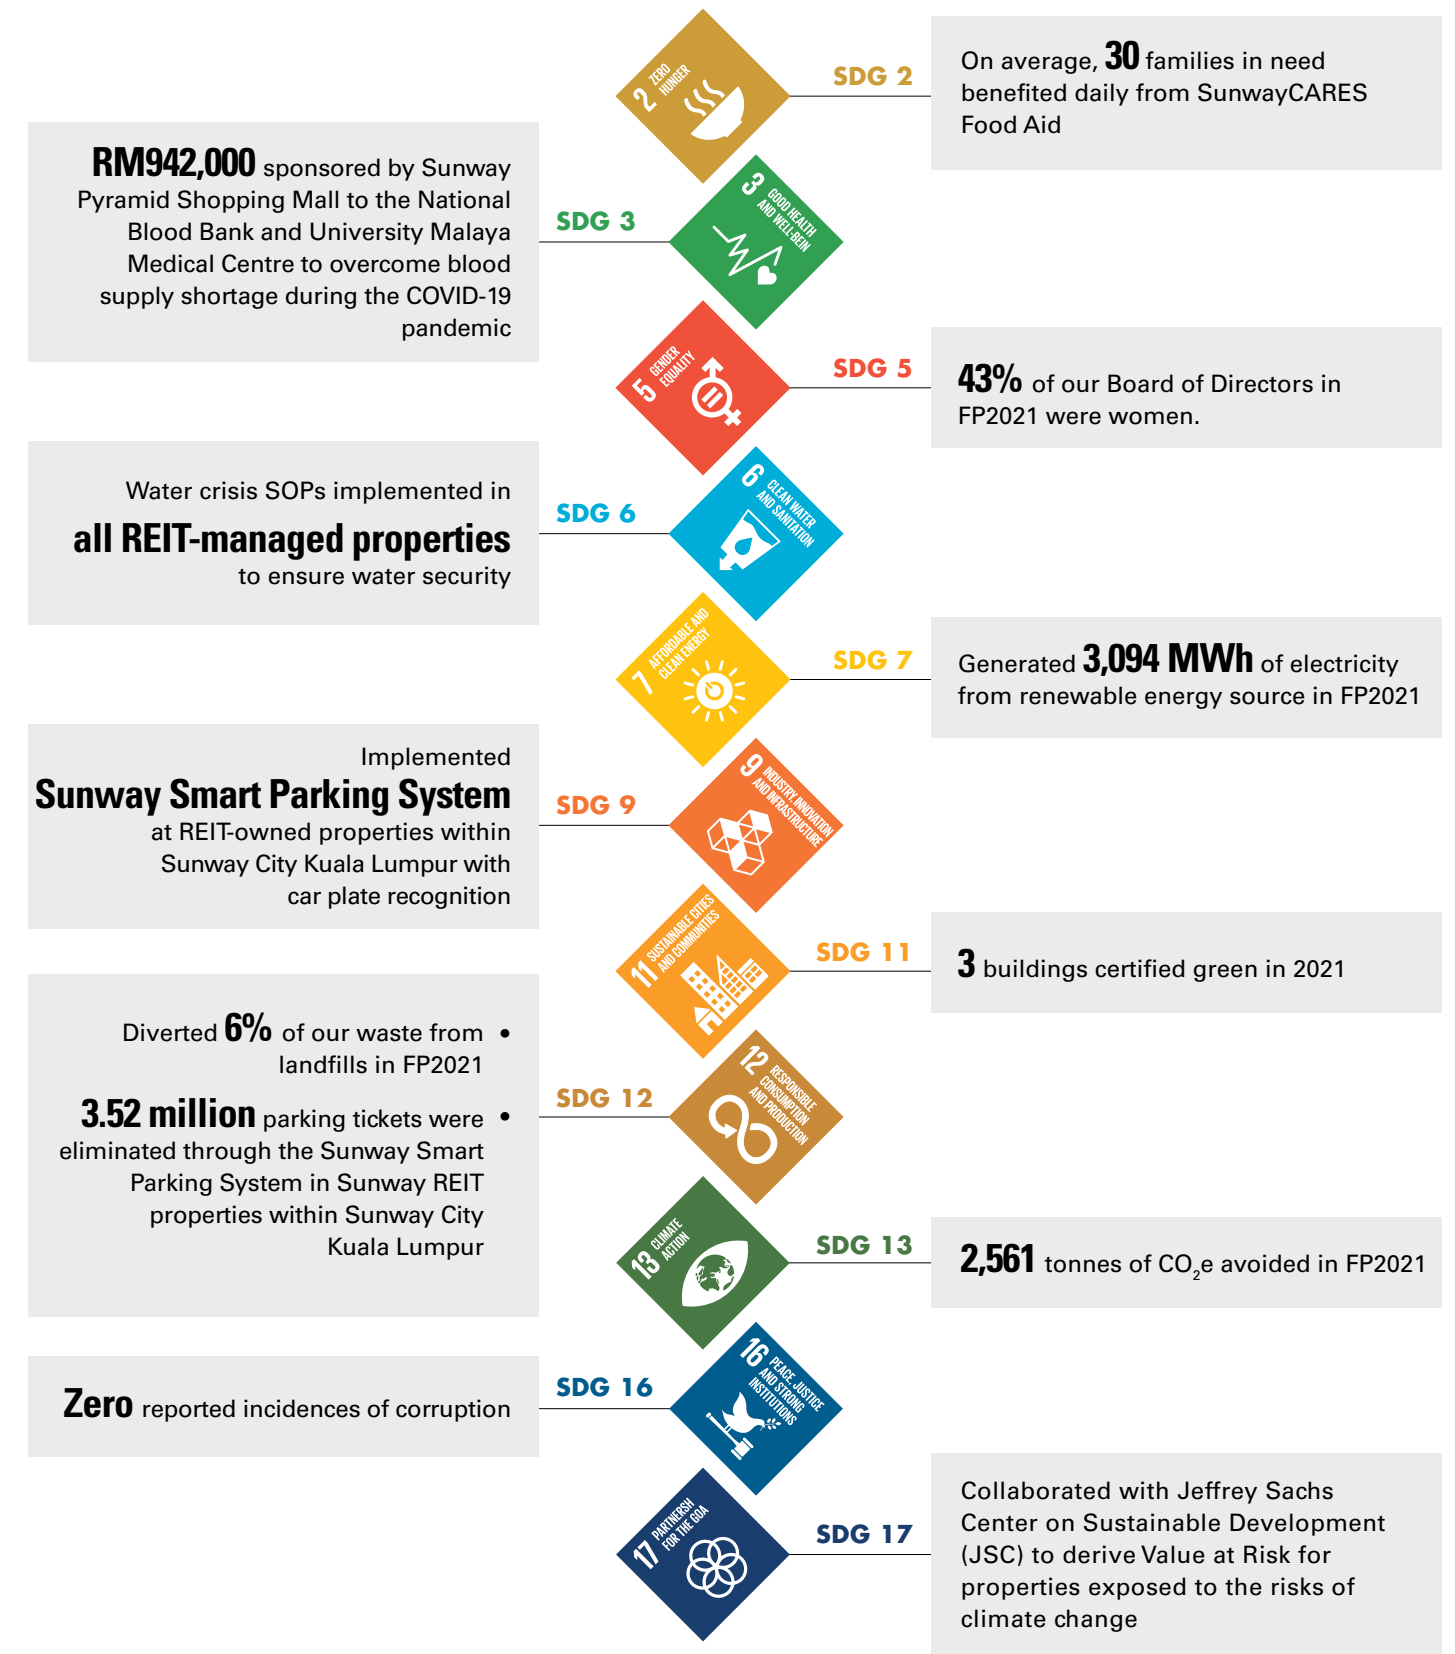 2 ZERO
HUNGER
SDG 2
On average, 30 families in need
benefited daily from SunwayCARES
Food Aid
RM942,000 sponsored by Sunway
Pyramid Shopping Mall to the National
Blood Bank and University Malaya
Medical Centre to overcome blood
supply shortage during the COVID-19
pandemic
SDG 3
3 GOOD HEALTH
AND WELL-BEIN
5 GENDER
EQUALITY
SDG 5
43% of our Board of Directors in
FP2021 were women.
Water crisis SOPs implemented in
all REIT-managed properties
to ensure water security
SDG 6
6 CLEAN WATER
AND SANITATION
7 AFFORDABLE AND
CLEAN ENERGY
SDG 7
Generated 3,094 MWh of electricity
from renewable energy source in FP2021
Implemented
Sunway Smart Parking System
at REIT-owned properties within
Sunway City Kuala Lumpur with
car plate recognition
SDG 9
9 INDUSTRY, INNOVATION
AND INFRASTRUCTURE
11 SUSTAINABLE CITIES
AND COMMUNITIES
SDG 11
3 buildings certified green in 2021
Diverted 6% of our waste from •
landfills in FP2021
3.52 million parking tickets were •
eliminated through the Sunway Smart
Parking System in Sunway REIT
properties within Sunway City
Kuala Lumpur
SDG 12
12 RESPONSIBLE
CONSUMPTION
AND PRODUCTION
13 CLIMATE
ACTION
SDG 13
2,561 tonnes of CO₂e avoided in FP2021
Zero reported incidences of corruption
SDG 16
16 PEACE, JUSTICE
AND STRONG
INSTITUTIONS
17 PARTNERSH
FOR THE GOA
SDG 17
Collaborated with Jeffrey Sachs
Center on Sustainable Development
(JSC) to derive Value at Risk for
properties exposed to the risks of
climate change